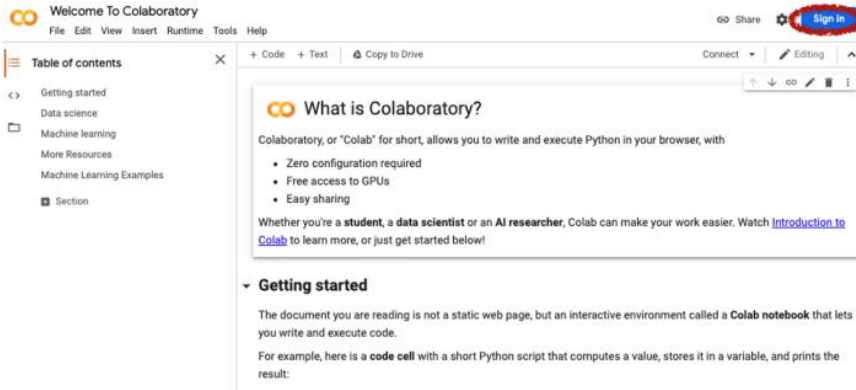 Welcome To Colaboratory
File Edit View Insert Runtime Tools Help
Share
Sign in
Table of contents
Getting started
Data science
Machine learning
More Resources
Machine Learning Examples
Section
+ Code + Text Copy to Drive
Connect
Editing
What is Colaboratory?
Colaboratory, or "Colab" for short, allows you to write and execute Python in your browser, with
• Zero configuration required
• Free access to GPUs
• Easy sharing
Whether you're a student, a data scientist or an AI researcher, Colab can make your work easier. Watch Introduction to
Colab to learn more, or just get started below!
Getting started
The document you are reading is not a static web page, but an interactive environment called a Colab notebook that lets
you write and execute code.
For example, here is a code cell with a short Python script that computes a value, stores it in a variable, and prints the
result: